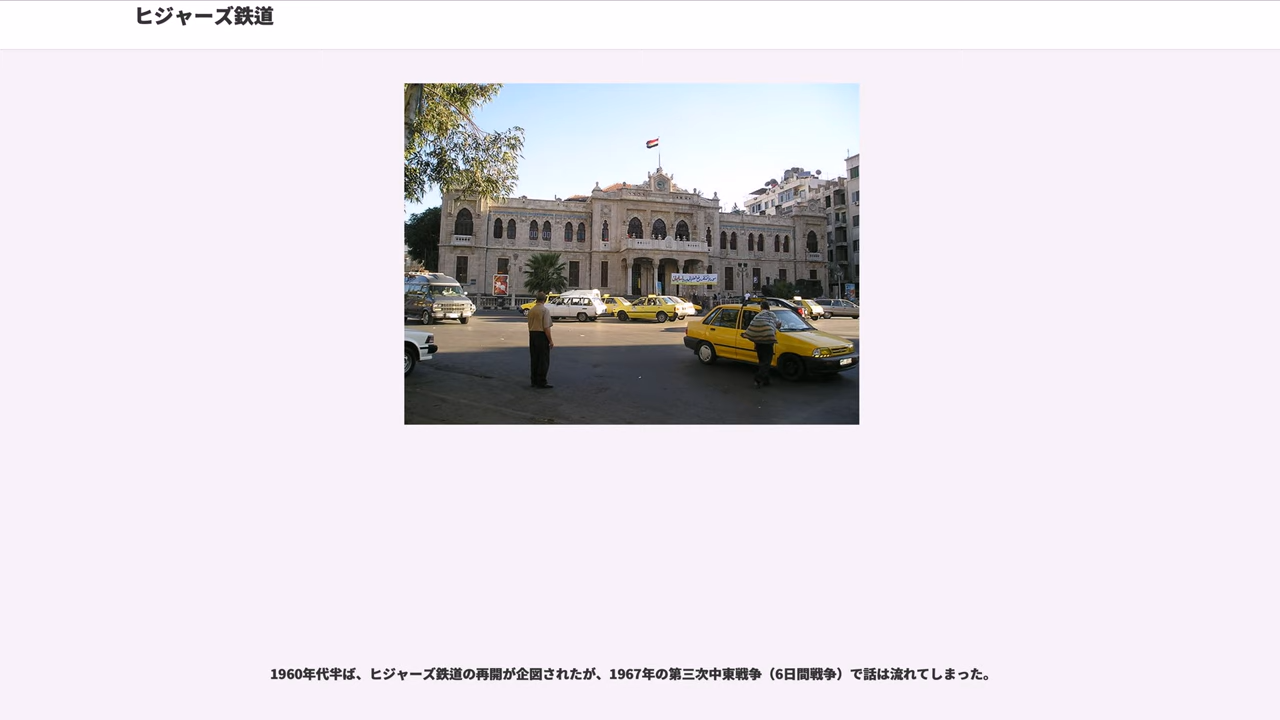 ヒジャーズ鉄道
1960年代半ば、ヒジャーズ鉄道の再開が企図されたが、1967年の第三次中東戦争（6日間戦争）で話は流れてしまった。